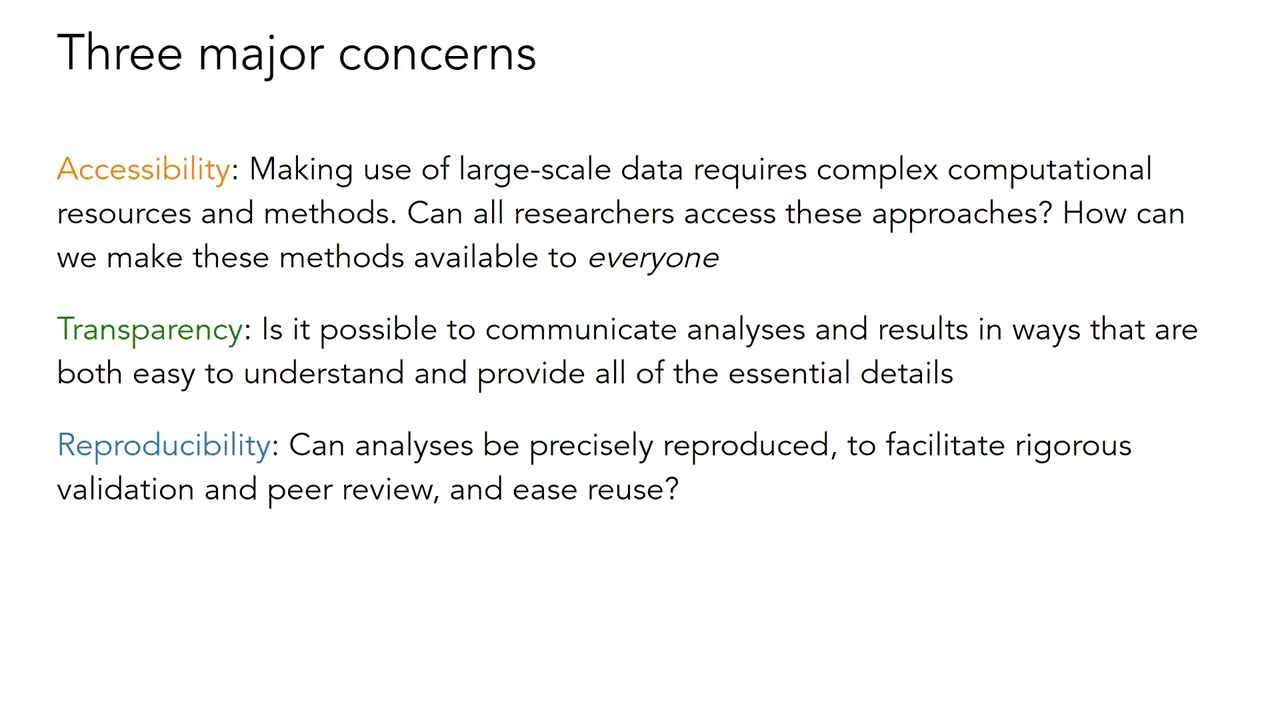 Three major concerns
Accessibility: Making use of large-scale data requires complex computational
resources and methods. Can all researchers access these approaches? How can
we make these methods available to everyone
Transparency: Is it possible to communicate analyses and results in ways that are
both easy to understand and provide all of the essential details
Reproducibility: Can analyses be precisely reproduced, to facilitate rigorous
validation and peer review, and ease reuse?